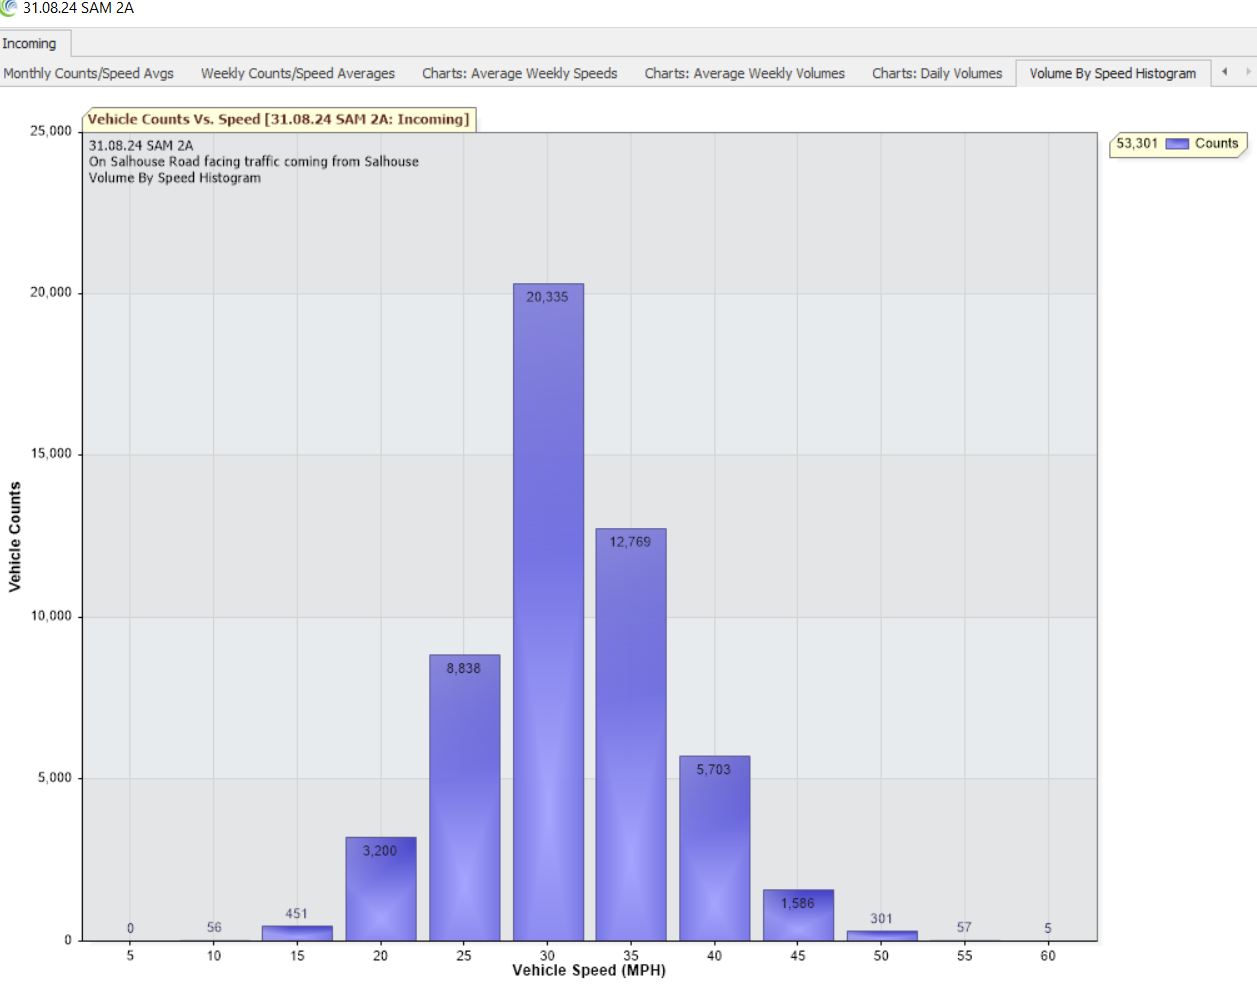 31.08.24 SAM 2A
Incoming
Monthly Counts/Speed Avgs Weekly Counts/Speed Averages Charts: Average Weekly Speeds Charts: Average Weekly Volumes Charts: Daily Volumes Volume By Speed Histogram
Vehicle Counts Vs. Speed [31.08.24 SAM 2A: Incoming]
31.08.24 SAM 2A
On Salhouse Road facing traffic coming from Salhouse
Volume By Speed Histogram
53,301 Counts
25,000
20,000
15,000
10,000
5,000
0
Vehicle Counts
0
56
451
3,200
8,838
20,335
12,769
5,703
1,586
301
57
5
5 10 15 20 25 30 35 40 45 50 55 60
Vehicle Speed (MPH)